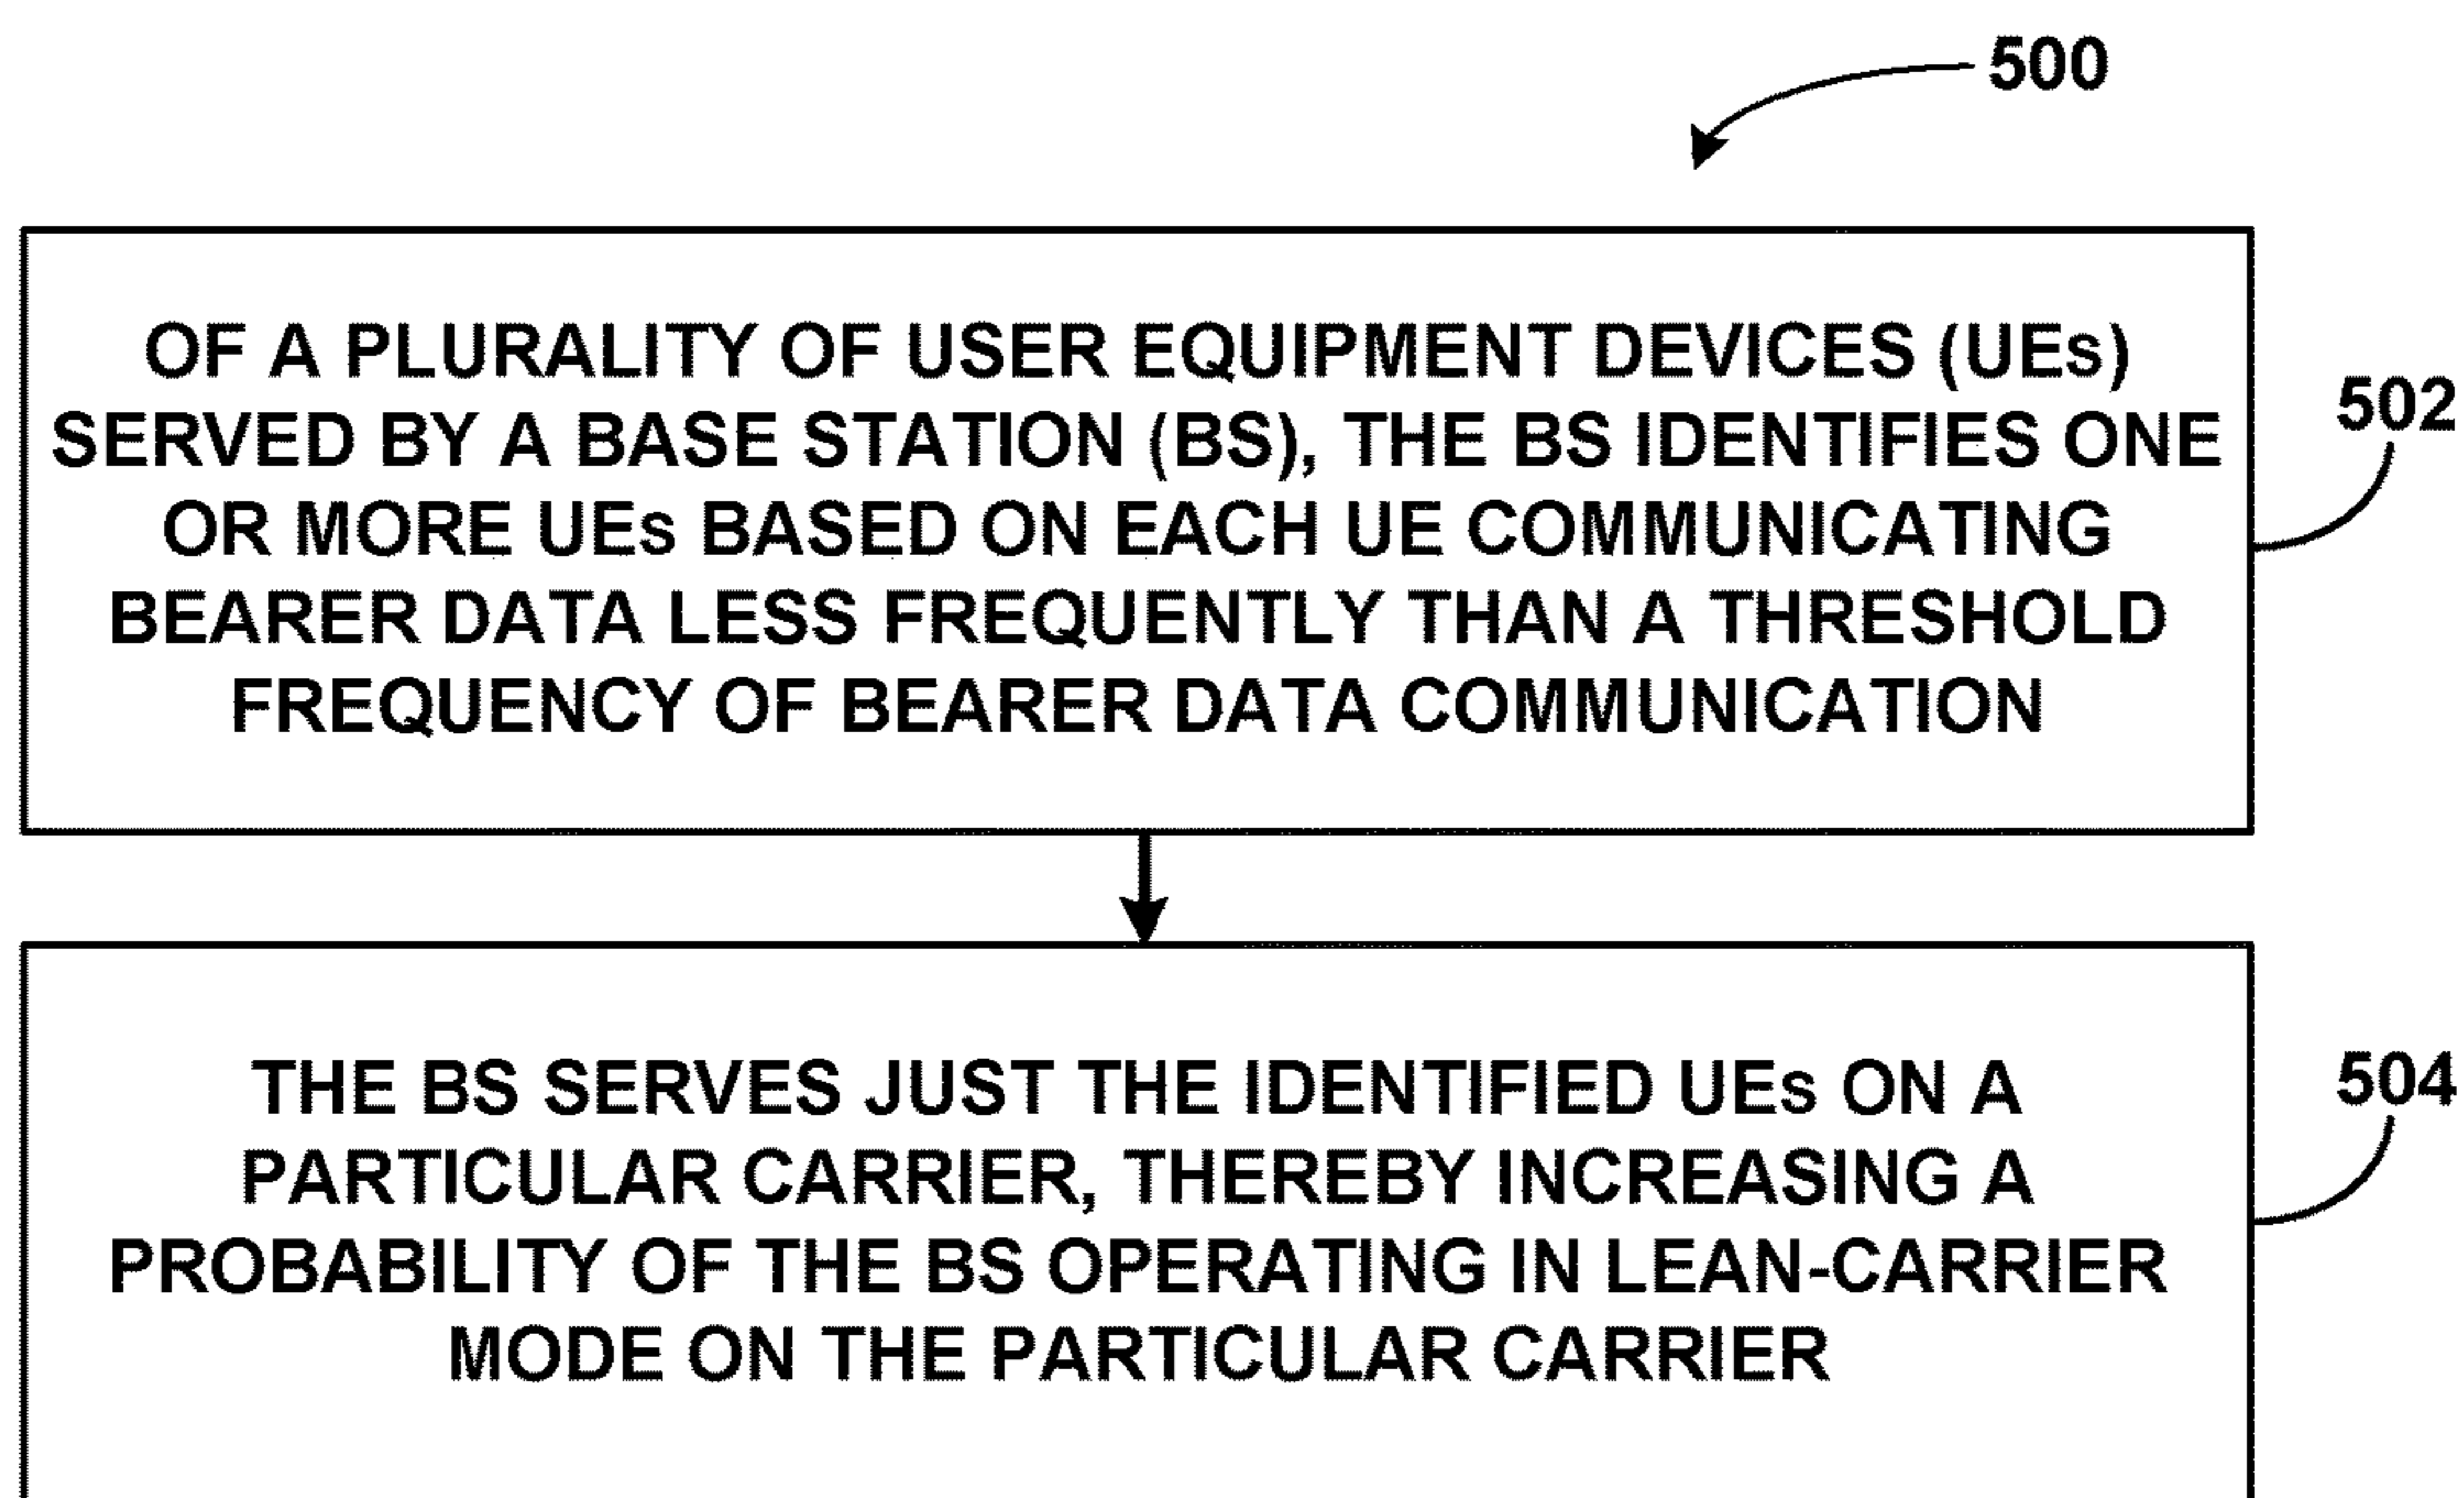 500
OF A PLURALITY OF USER EQUIPMENT DEVICES (UEs)
SERVED BY A BASE STATION (BS), THE BS IDENTIFIES ONE
OR MORE UEs BASED ON EACH UE COMMUNICATING
BEARER DATA LESS FREQUENTLY THAN A THRESHOLD
FREQUENCY OF BEARER DATA COMMUNICATION
502
THE BS SERVES JUST THE IDENTIFIED UEs ON A
PARTICULAR CARRIER, THEREBY INCREASING A
PROBABILITY OF THE BS OPERATING IN LEAN-CARRIER
MODE ON THE PARTICULAR CARRIER
504